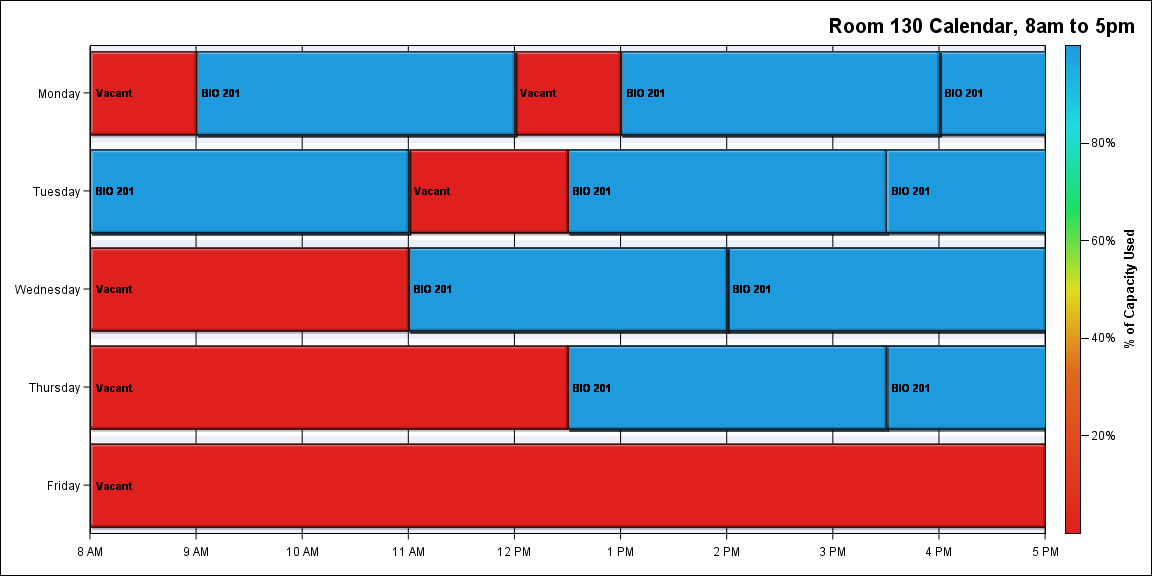 Room 130 Calendar, 8am to 5pm
Monday
Vacant
BIO 201
Vacant
BIO 201
BIO 201
Tuesday
BIO 201
Vacant
BIO 201
BIO 201
Wednesday
Vacant
BIO 201
BIO 201
Thursday
Vacant
BIO 201
BIO 201
Friday
Vacant
8 AM
9 AM
10 AM
11 AM
12 PM
1 PM
2 PM
3 PM
4 PM
5 PM
80%
60%
40%
20%
% of Capacity Used